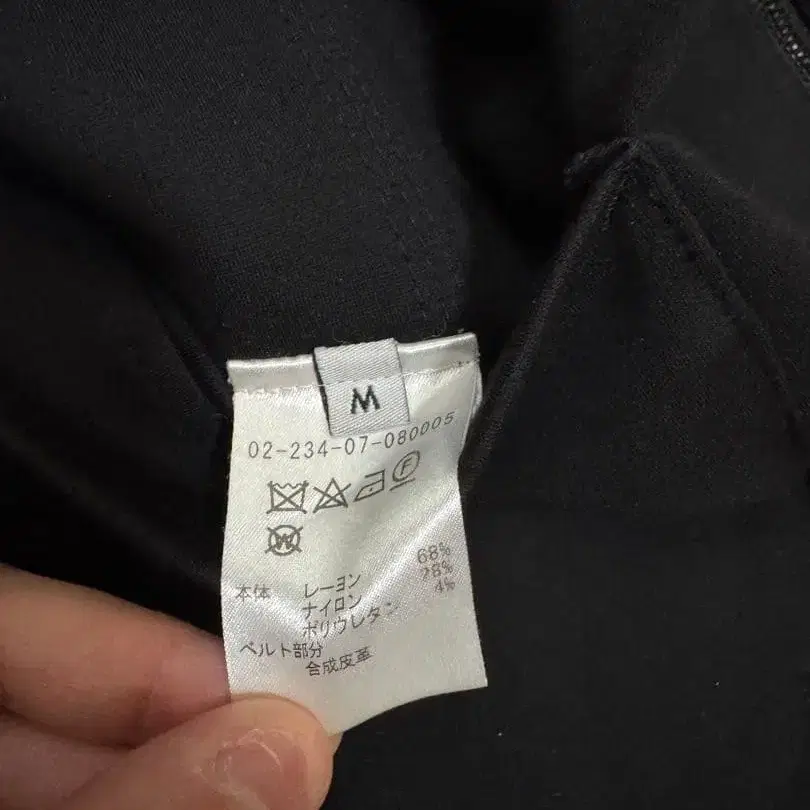 M
02-234-07-080005
F
W
本体 レーヨン 68%
ナイロン 28%
ポリウレタン 4%
ベルト部分
合成皮革